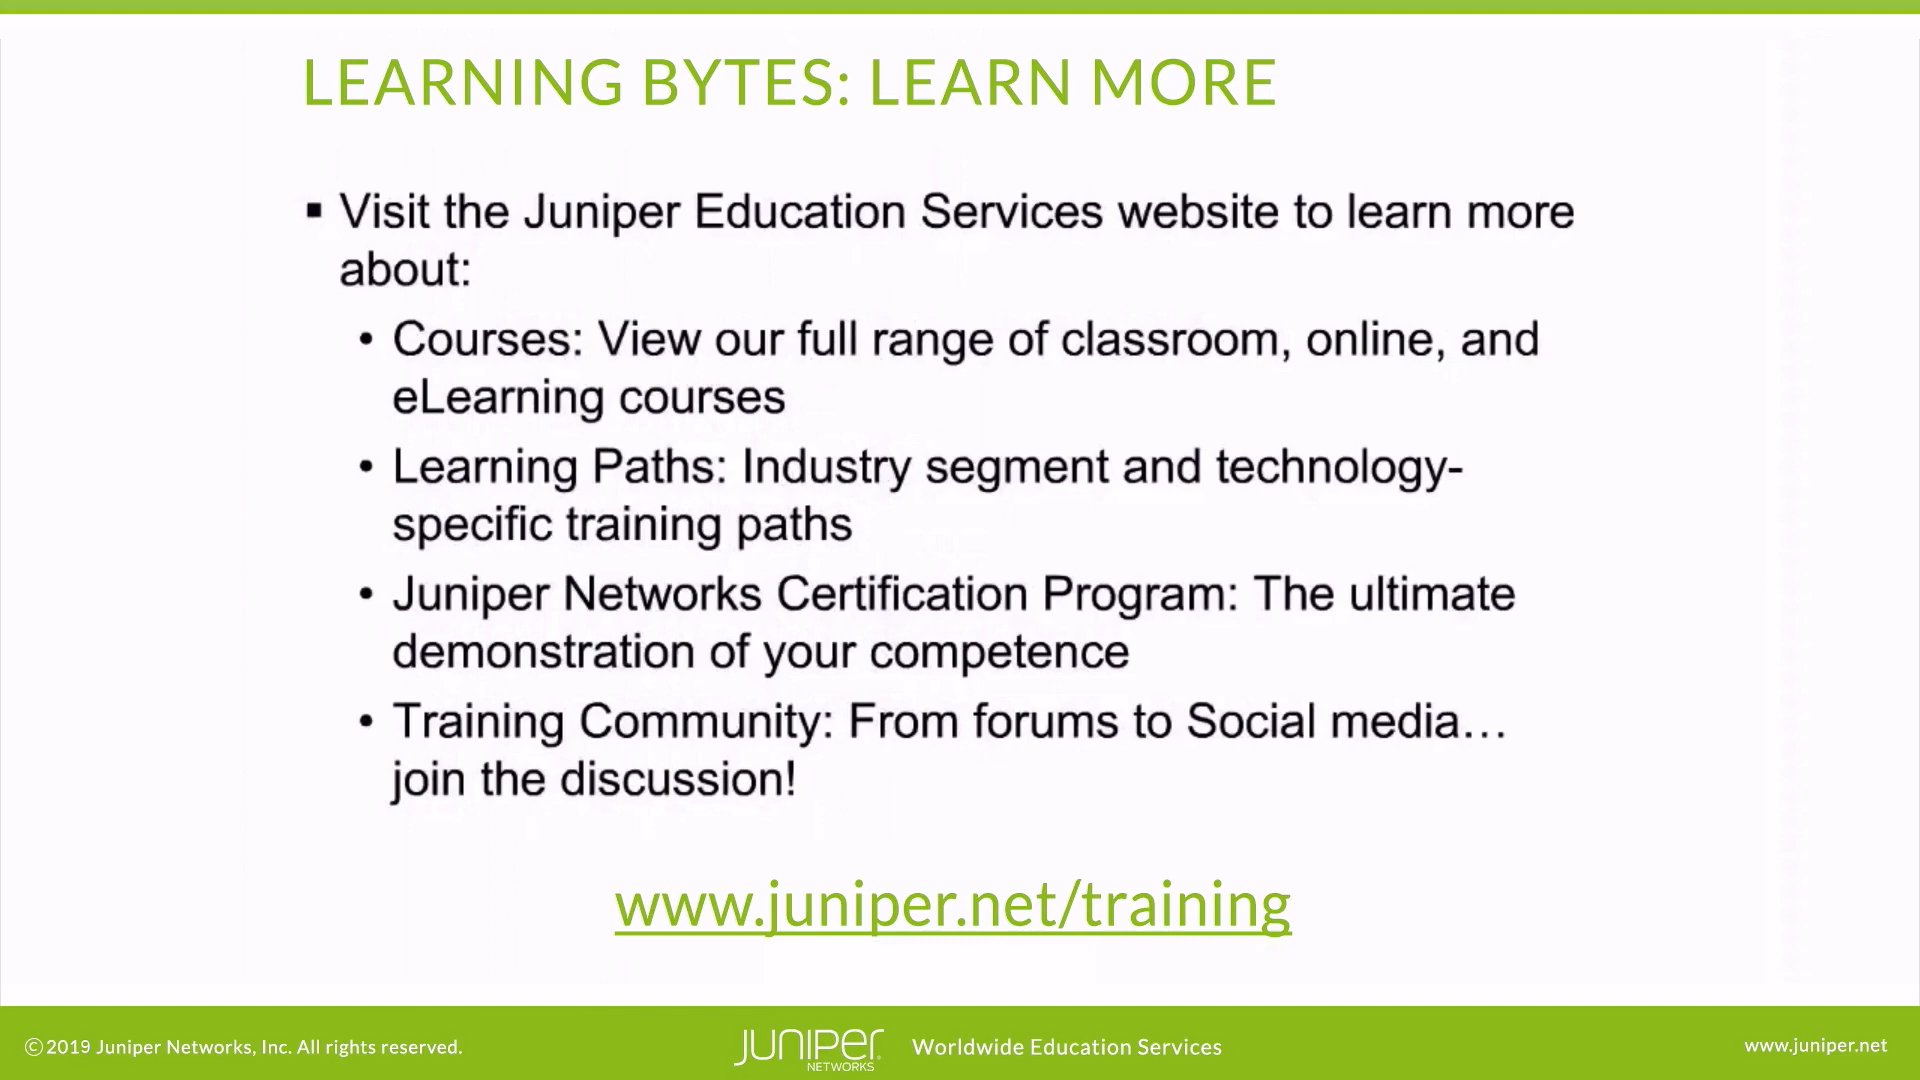 LEARNING BYTES: LEARN MORE
▪ Visit the Juniper Education Services website to learn more
about:
• Courses: View our full range of classroom, online, and
eLearning courses
• Learning Paths: Industry segment and technology-
specific training paths
• Juniper Networks Certification Program: The ultimate
demonstration of your competence
• Training Community: From forums to Social media…
join the discussion!
www.juniper.net/training
©2019 Juniper Networks, Inc. All rights reserved.
JUNIPER
NETWORKS
Worldwide Education Services
www.juniper.net